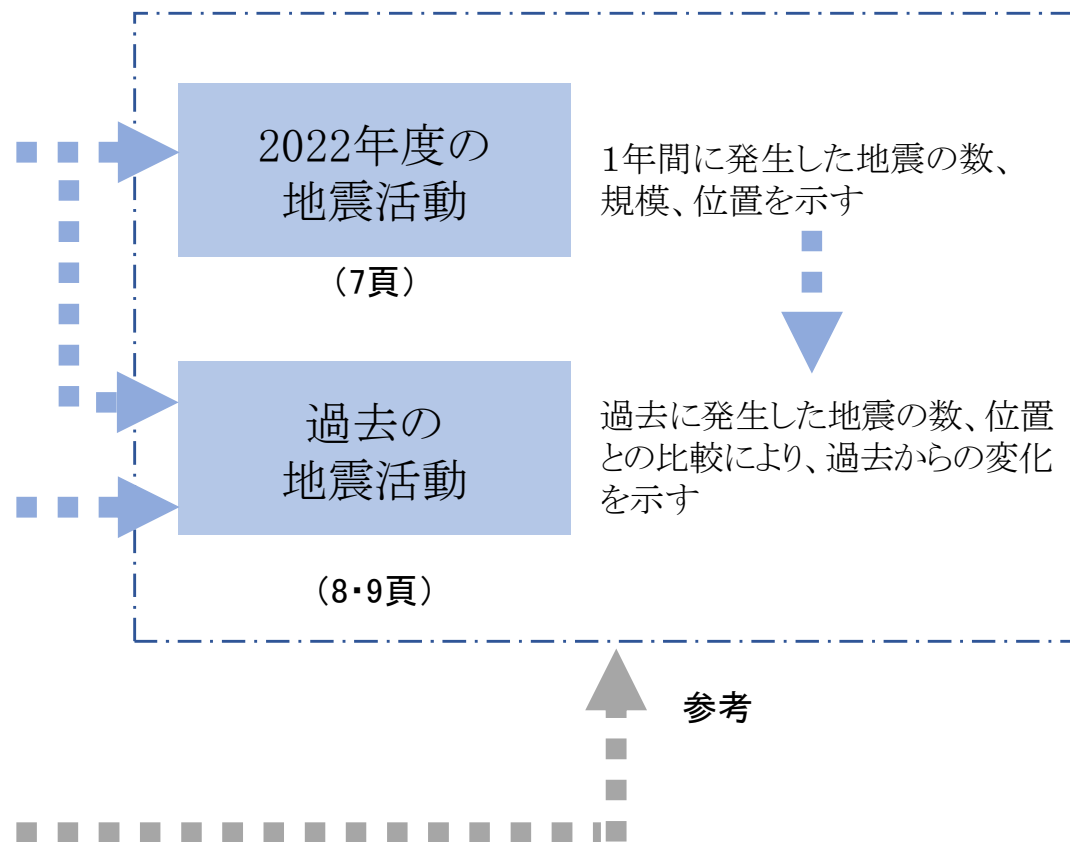 2022年度の
地震活動
(7頁)
1年間に発生した地震の数、
規模、位置を示す
過去の
地震活動
(8・9頁)
過去に発生した地震の数、位置
との比較により、過去からの変化
を示す
参考